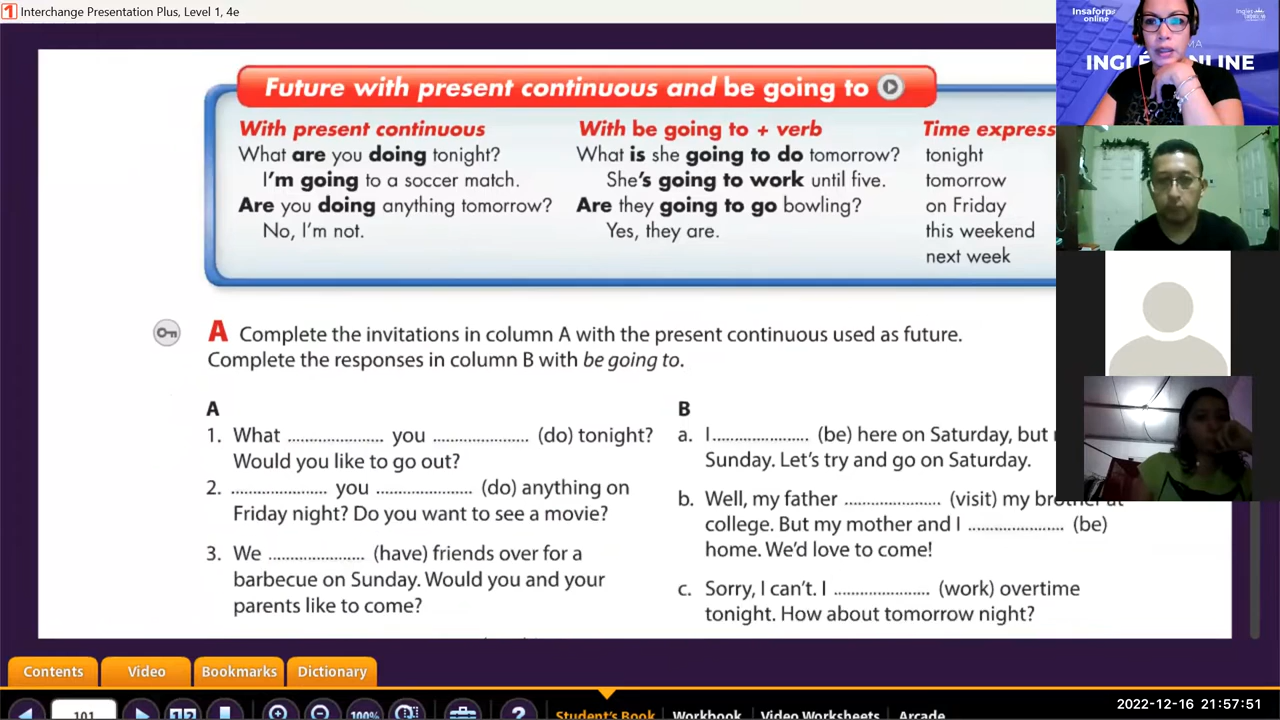 Interchange Presentation Plus, Level 1, 4e
Insaforp
online
Inglés
INGLÉS ONLINE
Future with present continuous and be going to
With present continuous
What are you doing tonight?
I'm going to a soccer match.
Are you doing anything tomorrow?
No, I'm not.
With be going to + verb
What is she going to do tomorrow?
She's going to work until five.
Are they going to go bowling?
Yes, they are.
Time express
tonight
tomorrow
on Friday
this weekend
next week
A Complete the invitations in column A with the present continuous used as future.
Complete the responses in column B with be going to.
A
1. What .................... you .................... (do) tonight?
Would you like to go out?
2. .................... you .................... (do) anything on
Friday night? Do you want to see a movie?
3. We .................... (have) friends over for a
barbecue on Sunday. Would you and your
parents like to come?
B
a. I.................... (be) here on Saturday, but
Sunday. Let's try and go on Saturday.
b. Well, my father .................... (visit) my brother at
college. But my mother and I .................... (be)
home. We'd love to come!
c. Sorry, I can't. I .................... (work) overtime
tonight. How about tomorrow night?
Contents
Video
Bookmarks
Dictionary
101
100%
Student's Book
Workbook
Video Worksheets
Arcade
2022-12-16 21:57:51